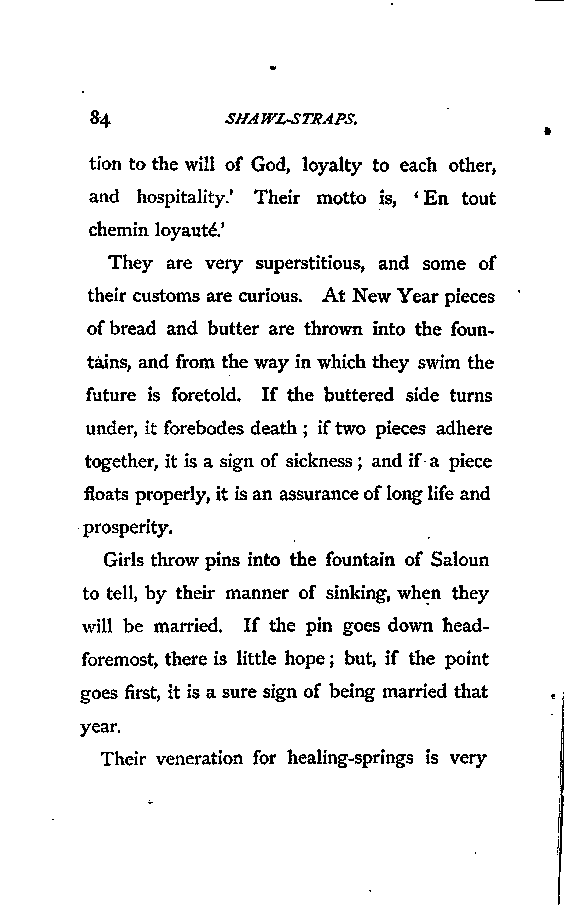 84 SHAWL-STRAPS.
tion to the will of God, loyalty to each other,
and hospitality.' Their motto is, 'En tout
chemin loyauté.'
They are very superstitious, and some of
their customs are curious. At New Year pieces
of bread and butter are thrown into the foun-
tains, and from the way in which they swim the
future is foretold. If the buttered side turns
under, it forebodes death; if two pieces adhere
together, it is a sign of sickness; and if a piece
floats properly, it is an assurance of long life and
prosperity.
Girls throw pins into the fountain of Saloun
to tell, by their manner of sinking, when they
will be married. If the pin goes down head-
foremost, there is little hope; but, if the point
goes first, it is a sure sign of being married that
year.
Their veneration for healing-springs is very